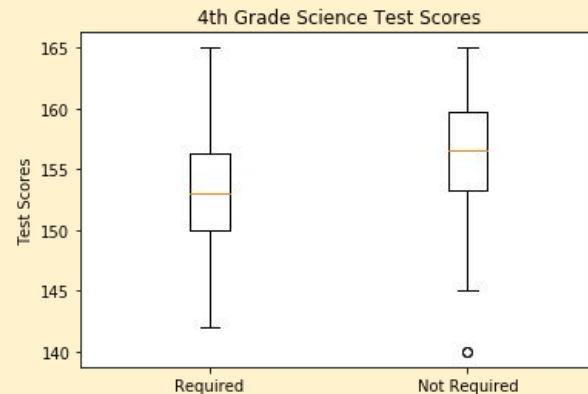 4th Grade Science Test Scores
165
160
155
150
145
140
Test Scores
Required
Not Required